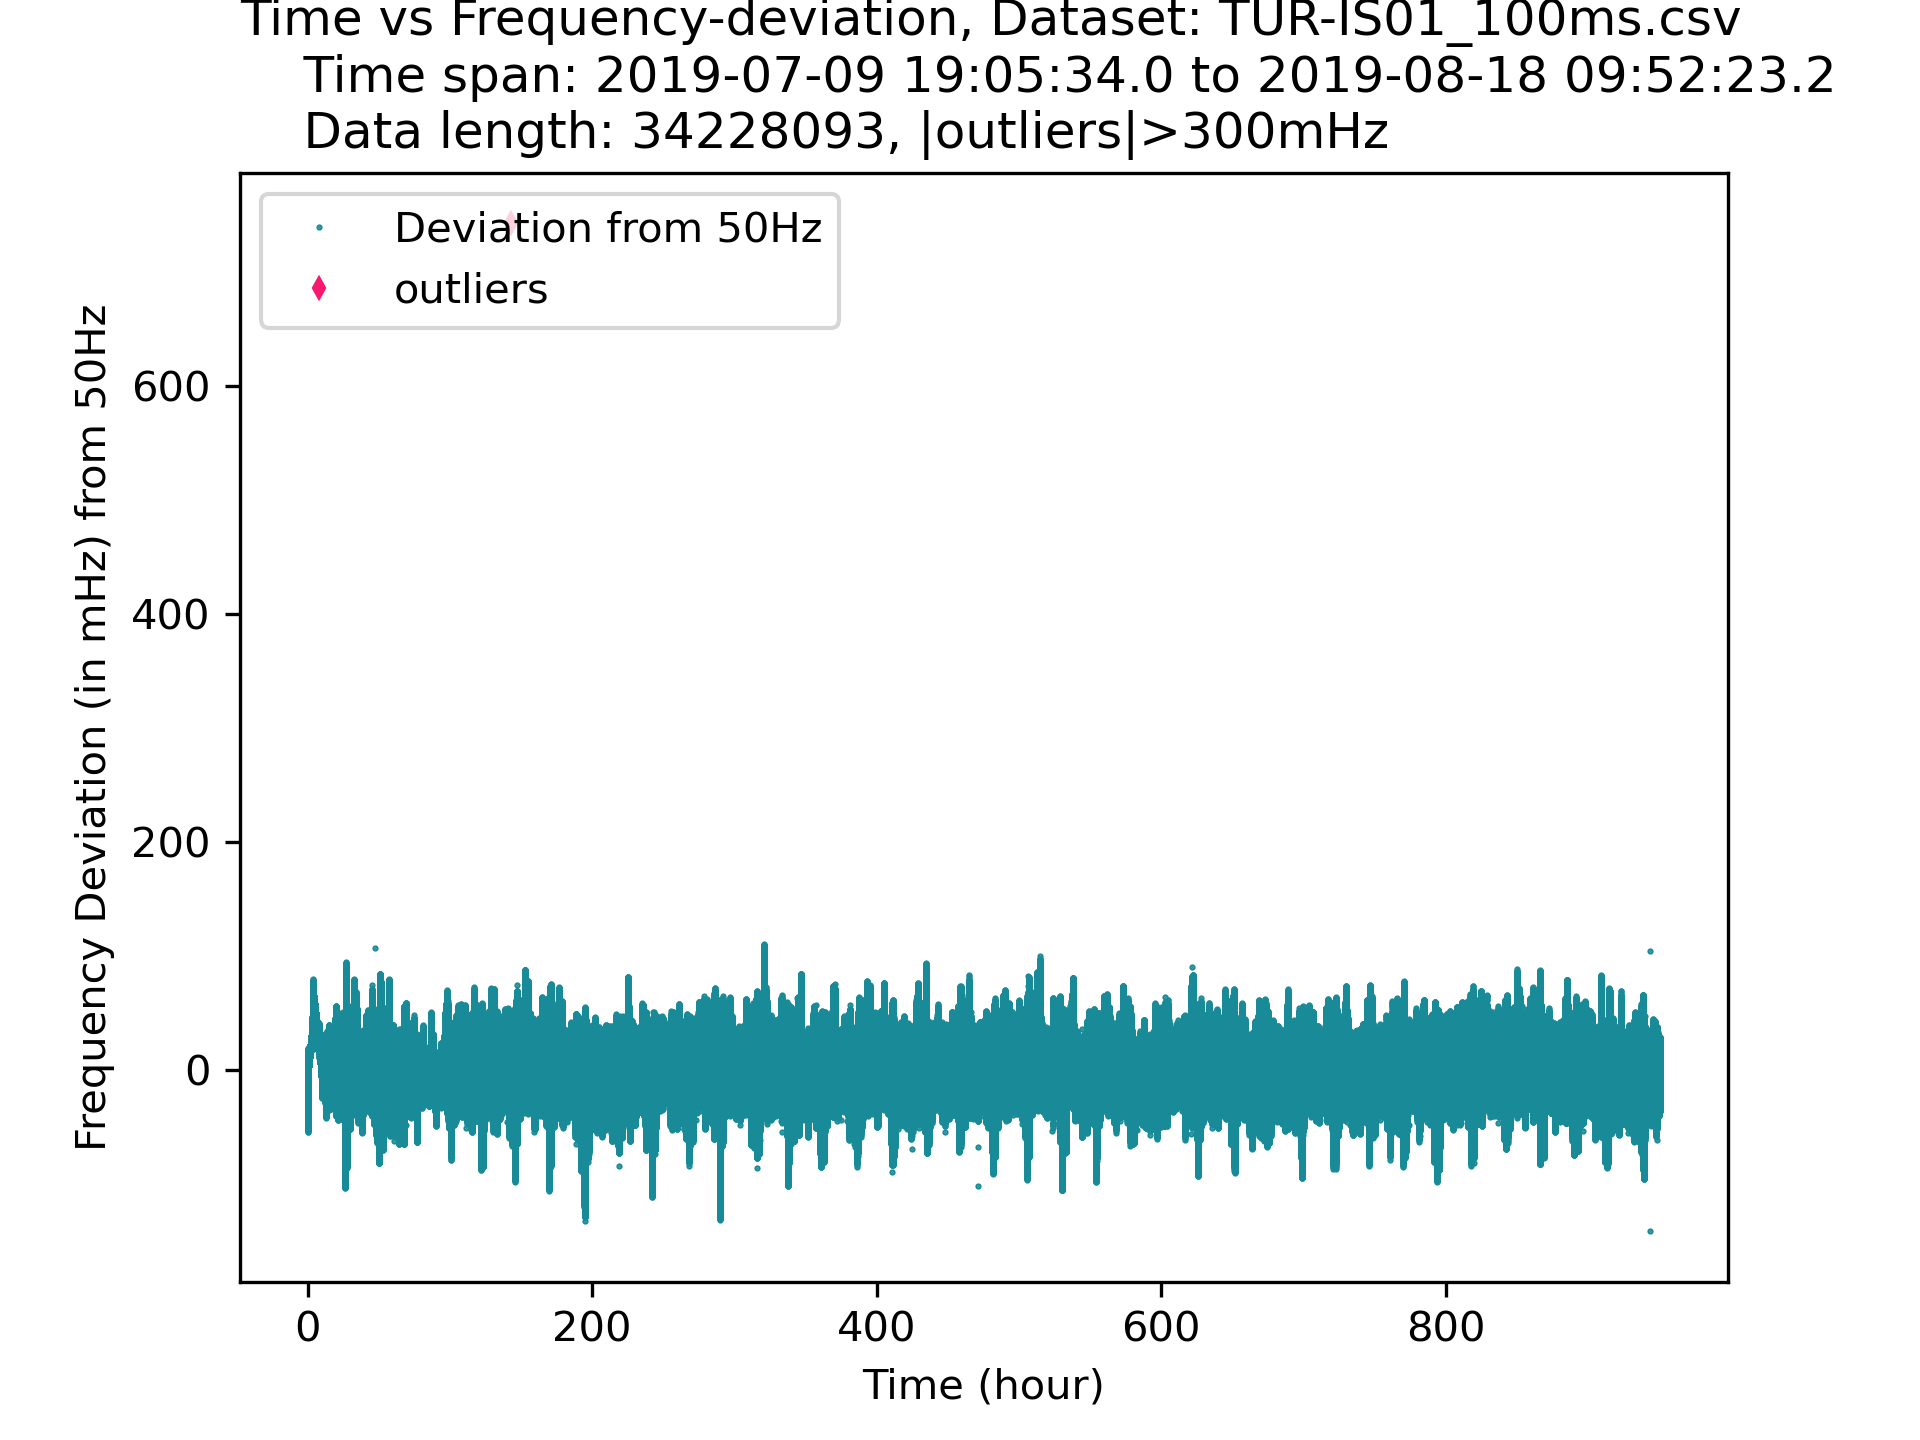 Time vs Frequency-deviation, Dataset: TUR-IS01_100ms.csv
Time span: 2019-07-09 19:05:34.0 to 2019-08-18 09:52:23.2
Data length: 34228093, |outliers|>300mHz
Deviation from 50Hz
outliers
Frequency Deviation (in mHz) from 50Hz
600
400
200
0
0 200 400 600 800
Time (hour)